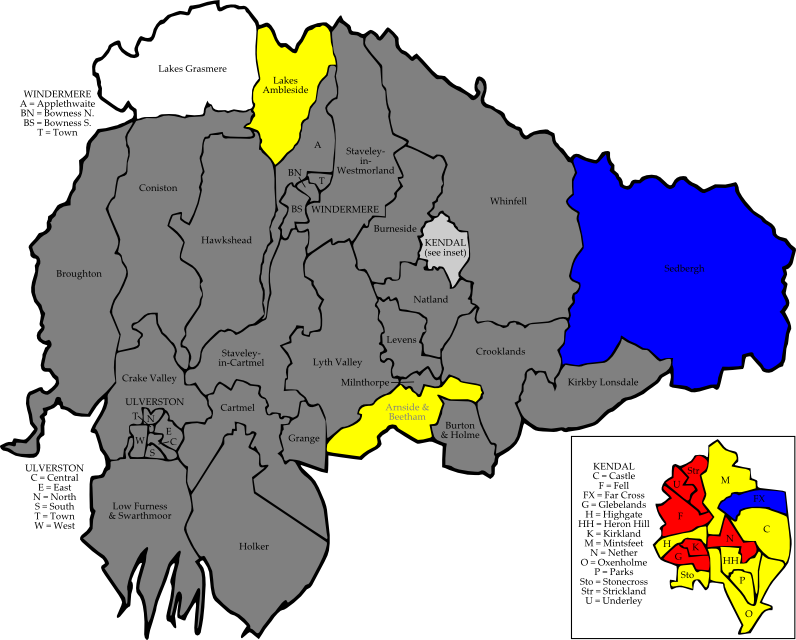 Lakes Grasmere
Lakes
Ambleside
WINDERMERE
A = Applethwaite
BN = Bowness N.
BS = Bowness S.
T = Town
A
Staveley-
in-
Westmorland
BN
T
Coniston
BS
WINDERMERE
Whinfell
Burneside
Hawkshead
KENDAL
(see inset)
Broughton
Sedbergh
Natland
Levens
Staveley-
in-Cartmel
Lyth Valley
Crooklands
Crake Valley
Milnthorpe
Kirkby Lonsdale
ULVERSTON
T
N
Cartmel
Arnside &
Beetham
E
C
W
S
Grange
Burton
& Holme
ULVERSTON
C = Central
E = East
N = North
S = South
T = Town
W = West
Low Furness
& Swarthmoor
Holker
KENDAL
C = Castle
F = Fell
FX = Far Cross
G = Glebelands
H = Highgate
HH = Heron Hill
K = Kirkland
M = Mintsfeet
N = Nether
O = Oxenholme
P = Parks
Sto = Stonecross
Str = Strickland
U = Underley
Str
U
M
FX
F
C
H
K
N
G
HH
Sto
P
O